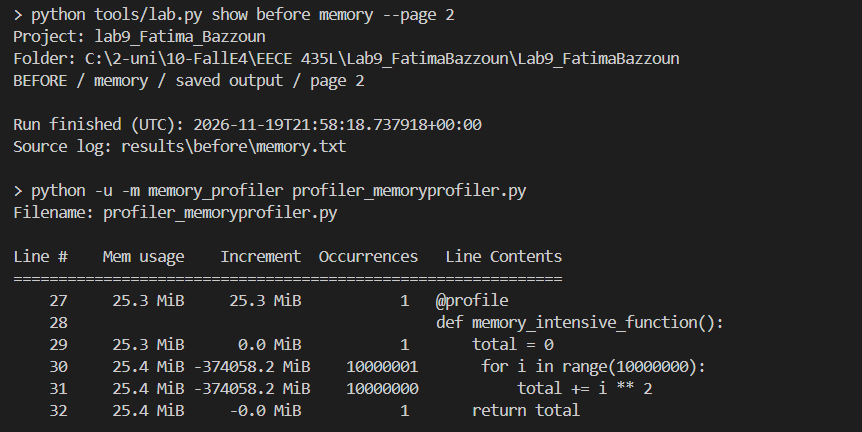 > python tools/lab.py show before memory --page 2
Project: lab9_Fatima_Bazzoun
Folder: C:\2-uni\10-FallE4\EECE 435L\Lab9_FatimaBazzoun\Lab9_FatimaBazzoun
BEFORE / memory / saved output / page 2

Run finished (UTC): 2026-11-19T21:58:18.737918+00:00
Source log: results\before\memory.txt

> python -u -m memory_profiler profiler_memoryprofiler.py
Filename: profiler_memoryprofiler.py

Line #    Mem usage    Increment  Occurrences   Line Contents
=============================================================
    27     25.3 MiB     25.3 MiB           1   @profile
    28                                         def memory_intensive_function():
    29     25.3 MiB      0.0 MiB           1       total = 0
    30     25.4 MiB -374058.2 MiB    10000001       for i in range(10000000):
    31     25.4 MiB -374058.2 MiB    10000000           total += i ** 2
    32     25.4 MiB     -0.0 MiB           1       return total